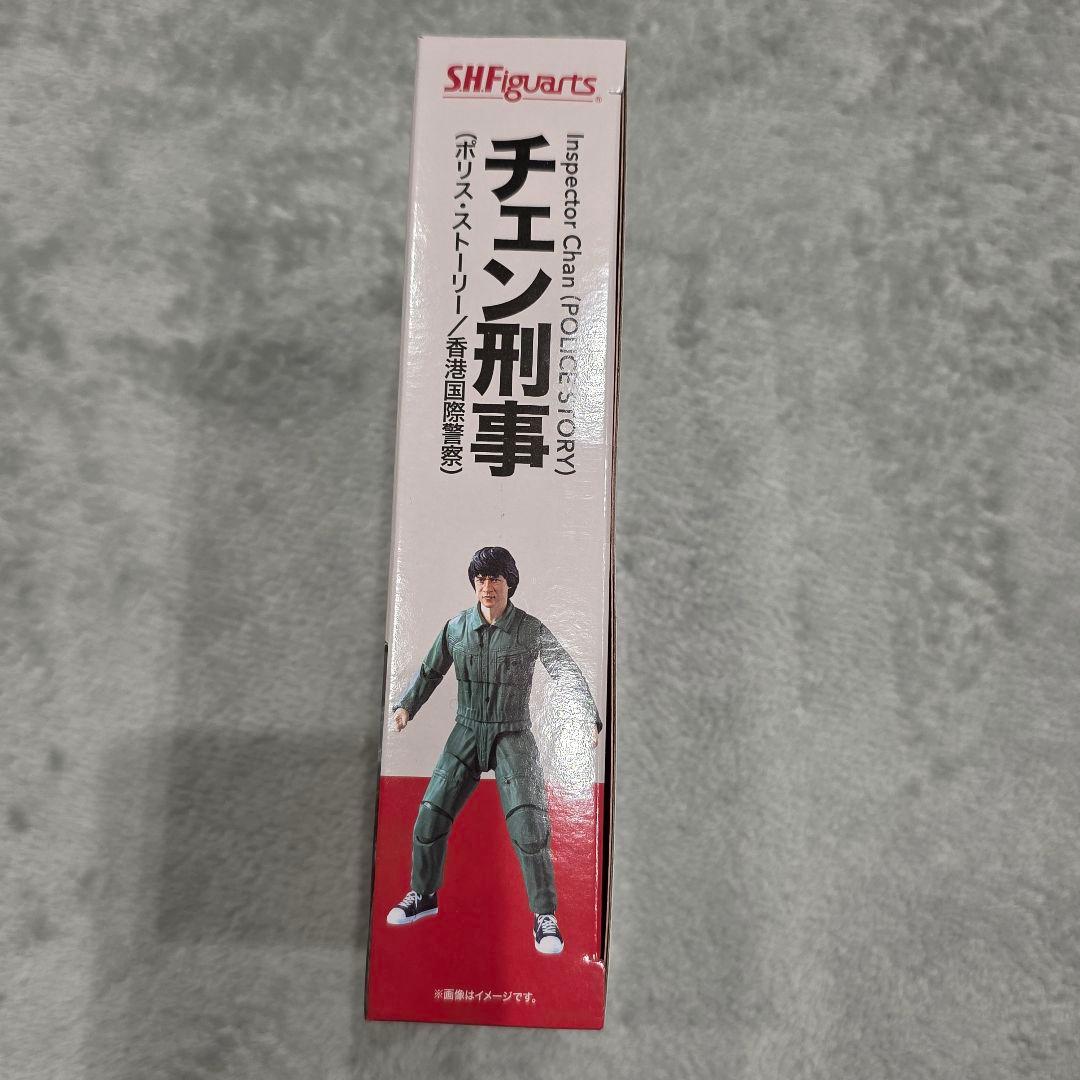 S.H.Figuarts®
Inspector Chan (POLICE STORY)
チェン刑事
(ポリス・ストーリー/香港国際警察)
※画像はイメージです。